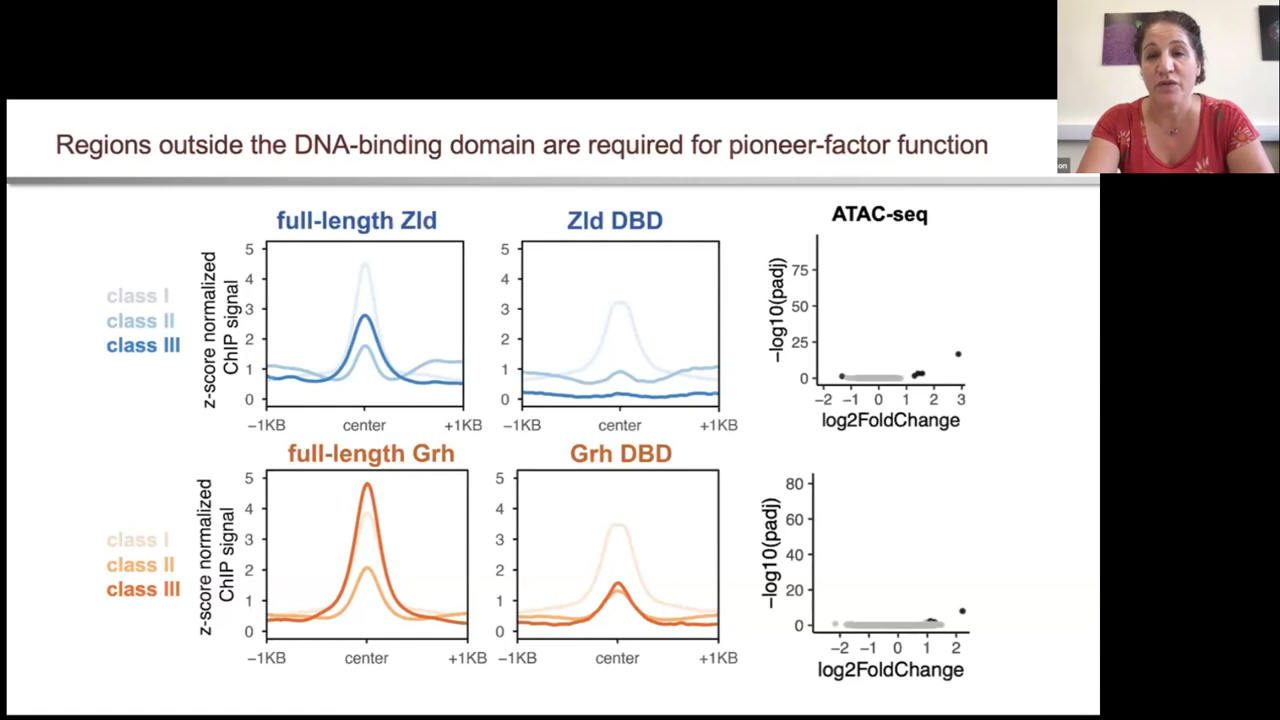 Regions outside the DNA-binding domain are required for pioneer-factor function
full-length Zld
Zld DBD
ATAC-seq
class I
class II
class III
z-score normalized
ChIP signal
5
4
3
2
1
0
−1KB
center
+1KB
5
4
3
2
1
0
−1KB
center
+1KB
−log10(padj)
75
50
25
0
−2
−1
0
1
2
3
log2FoldChange
full-length Grh
Grh DBD
class I
class II
class III
z-score normalized
ChIP signal
5
4
3
2
1
0
−1KB
center
+1KB
5
4
3
2
1
0
−1KB
center
+1KB
−log10(padj)
80
60
40
20
0
−2
−1
0
1
2
log2FoldChange